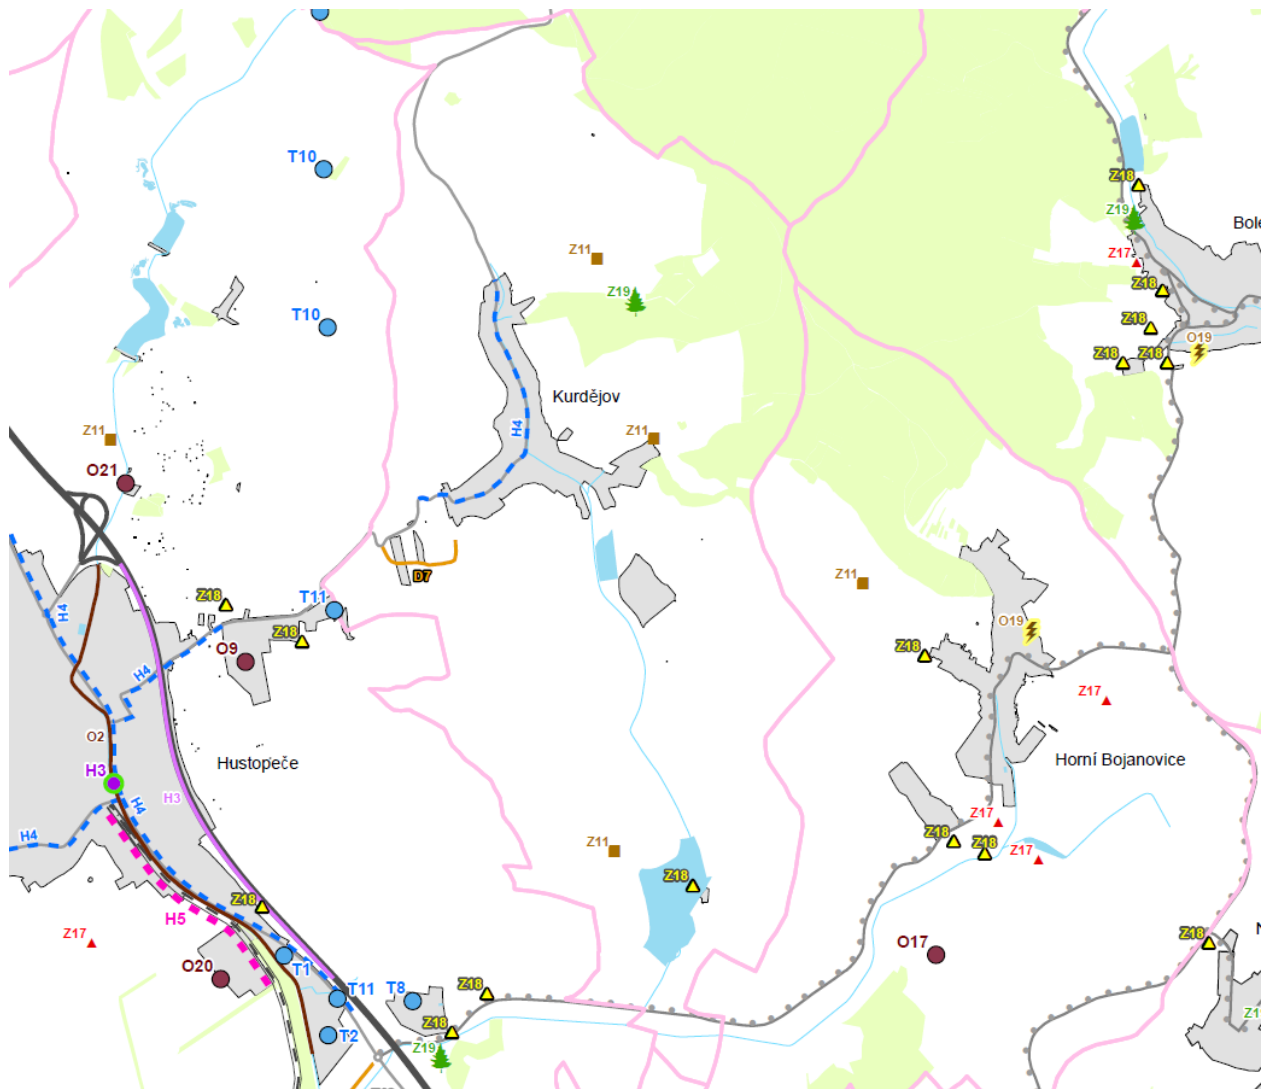 T10
Z18
Z19
Bole
Z11
Z17
Z19
Z18
T10
Z18
O19
Z18
Z18
Kurdějov
H4
Z11
Z11
O21
D7
Z11
Z18
T11
H4
Z18
O19
O9
Z18
H4
Z17
O2
Hustopeče
Horní Bojanovice
H3
H3
H4
H4
Z17
Z18
Z18
Z11
Z17
Z18
Z18
H5
Z17
Z18
O17
T1
O20
T11
T8
Z18
Z18
T2
Z19